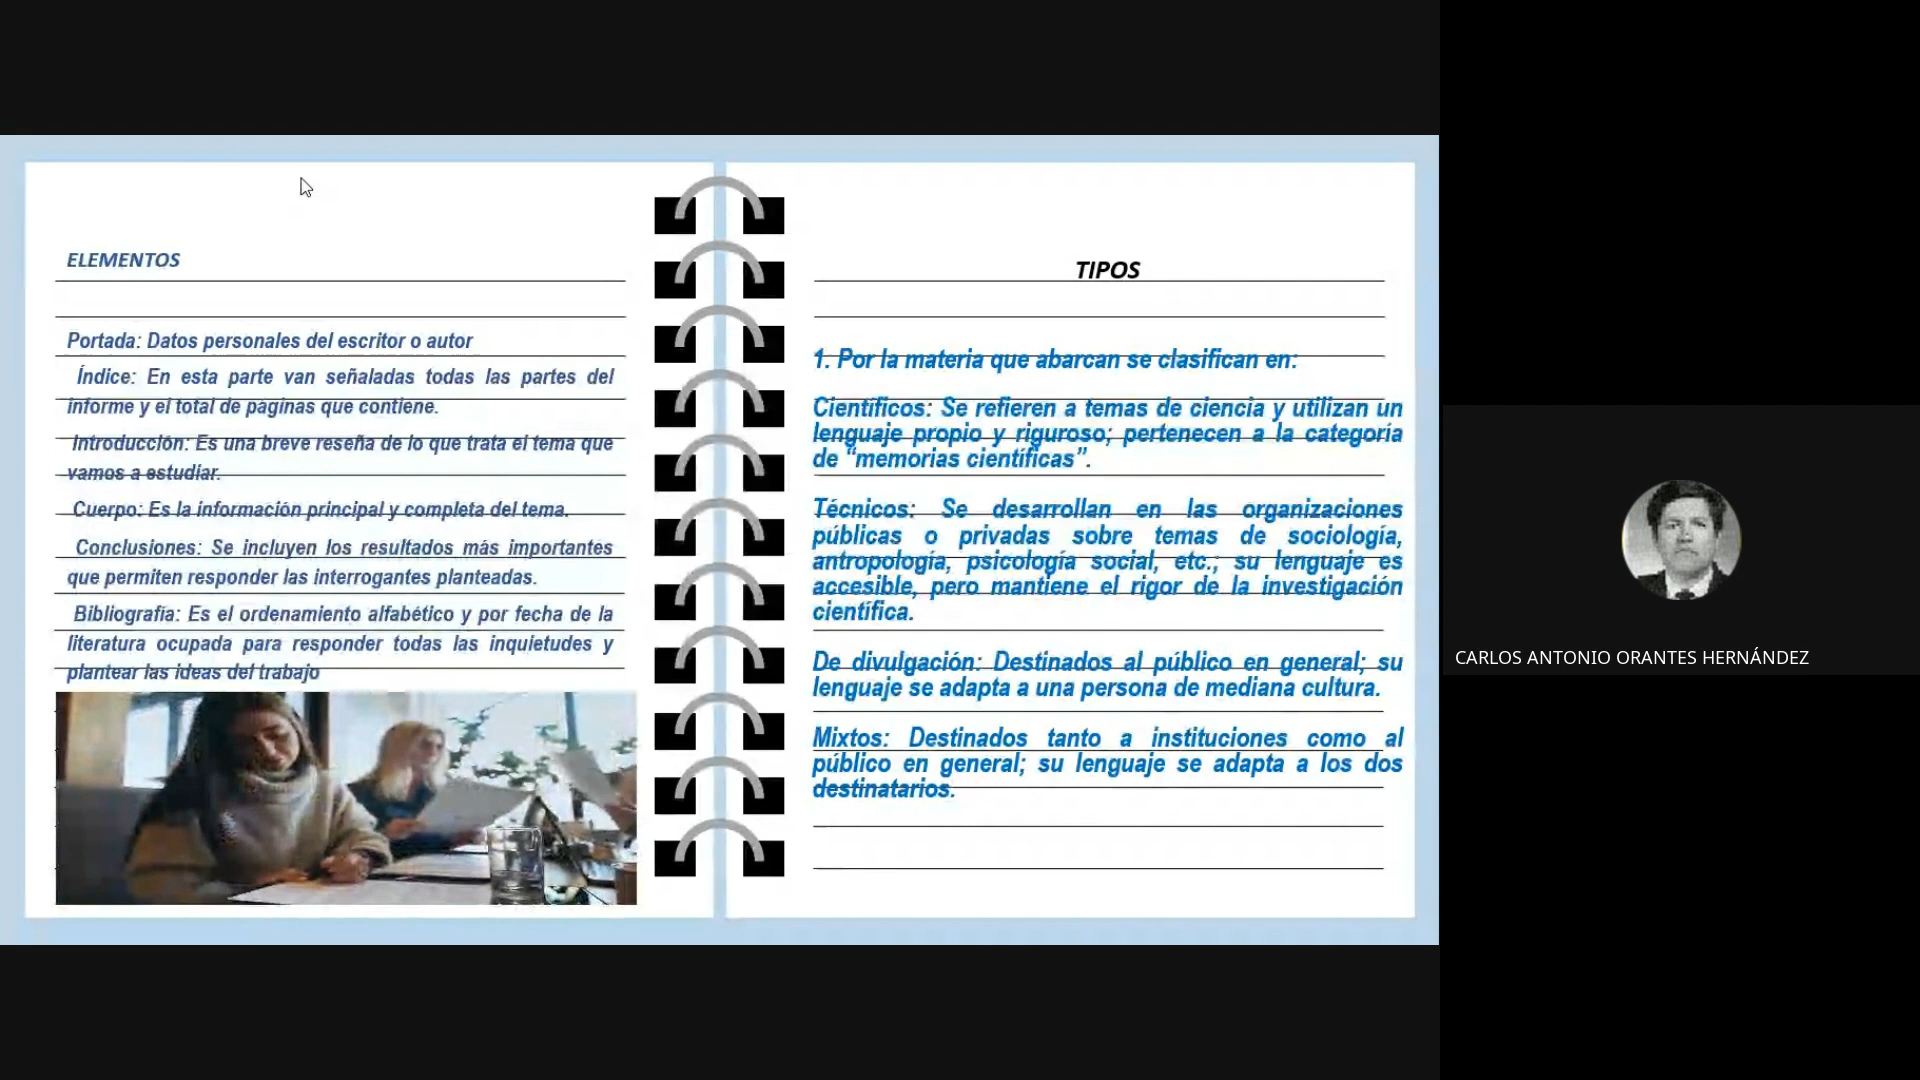 ELEMENTOS
Portada: Datos personales del escritor o autor
Índice: En esta parte van señaladas todas las partes del
informe y el total de paginas que contiene.
Introducción: Es una breve reseña de lo que trata el tema que
vamos a estudiar.
Cuerpo: Es la información principal y completa del tema.
Conclusiones: Se incluyen los resultados más importantes
que permiten responder las interrogantes planteadas.
Bibliografía: Es el ordenamiento alfabético y por fecha de la
literatura ocupada para responder todas las inquietudes y
plantear las ideas del trabajo
TIPOS
1. Por la materia que abarcan se clasifican en:
Científicos: Se refieren a temas de ciencia y utilizan un
lenguaje propio y riguroso; pertenecen a la categoría
de “memorias científicas”.
Técnicos: Se desarrollan en las organizaciones
públicas o privadas sobre temas de sociología,
antropología, psicología social, etc.; su lenguaje es
accesible, pero mantiene el rigor de la investigación
científica.
De divulgación: Destinados al público en general; su
lenguaje se adapta a una persona de mediana cultura.
Mixtos: Destinados tanto a instituciones como al
público en general; su lenguaje se adapta a los dos
destinatarios.
CARLOS ANTONIO ORANTES HERNÁNDEZ